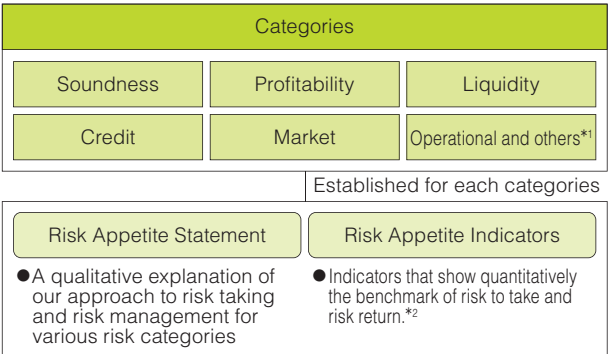 Categories
Soundness
Profitability
Liquidity
Credit
Market
Operational and others*1
Established for each categories
Risk Appetite Statement
●A qualitative explanation of
our approach to risk taking
and risk management for
various risk categories
Risk Appetite Indicators
●Indicators that show quantitatively
the benchmark of risk to take and
risk return.*2